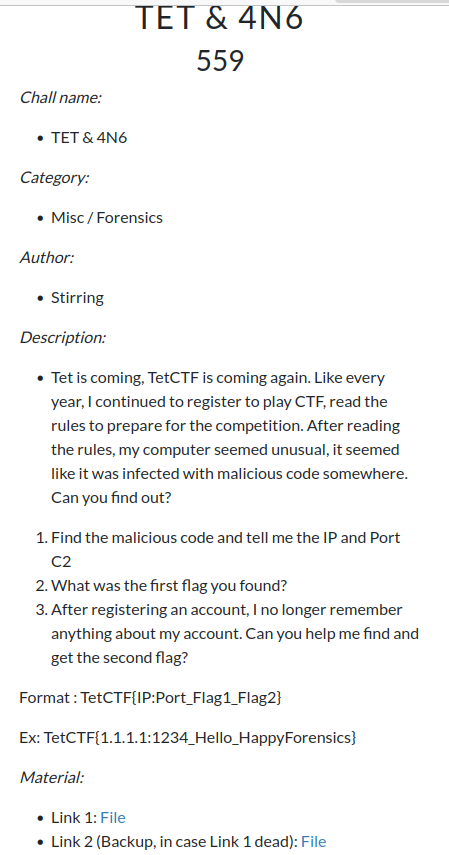 TET & 4N6
559
Chall name:
• TET & 4N6
Category:
• Misc / Forensics
Author:
• Stirring
Description:
• Tet is coming, TetCTF is coming again. Like every
year, I continued to register to play CTF, read the
rules to prepare for the competition. After reading
the rules, my computer seemed unusual, it seemed
like it was infected with malicious code somewhere.
Can you find out?
1. Find the malicious code and tell me the IP and Port
C2
2. What was the first flag you found?
3. After registering an account, I no longer remember
anything about my account. Can you help me find and
get the second flag?
Format : TetCTF{IP:Port_Flag1_Flag2}
Ex: TetCTF{1.1.1.1:1234_Hello_HappyForensics}
Material:
• Link 1: File
• Link 2 (Backup, in case Link 1 dead): File